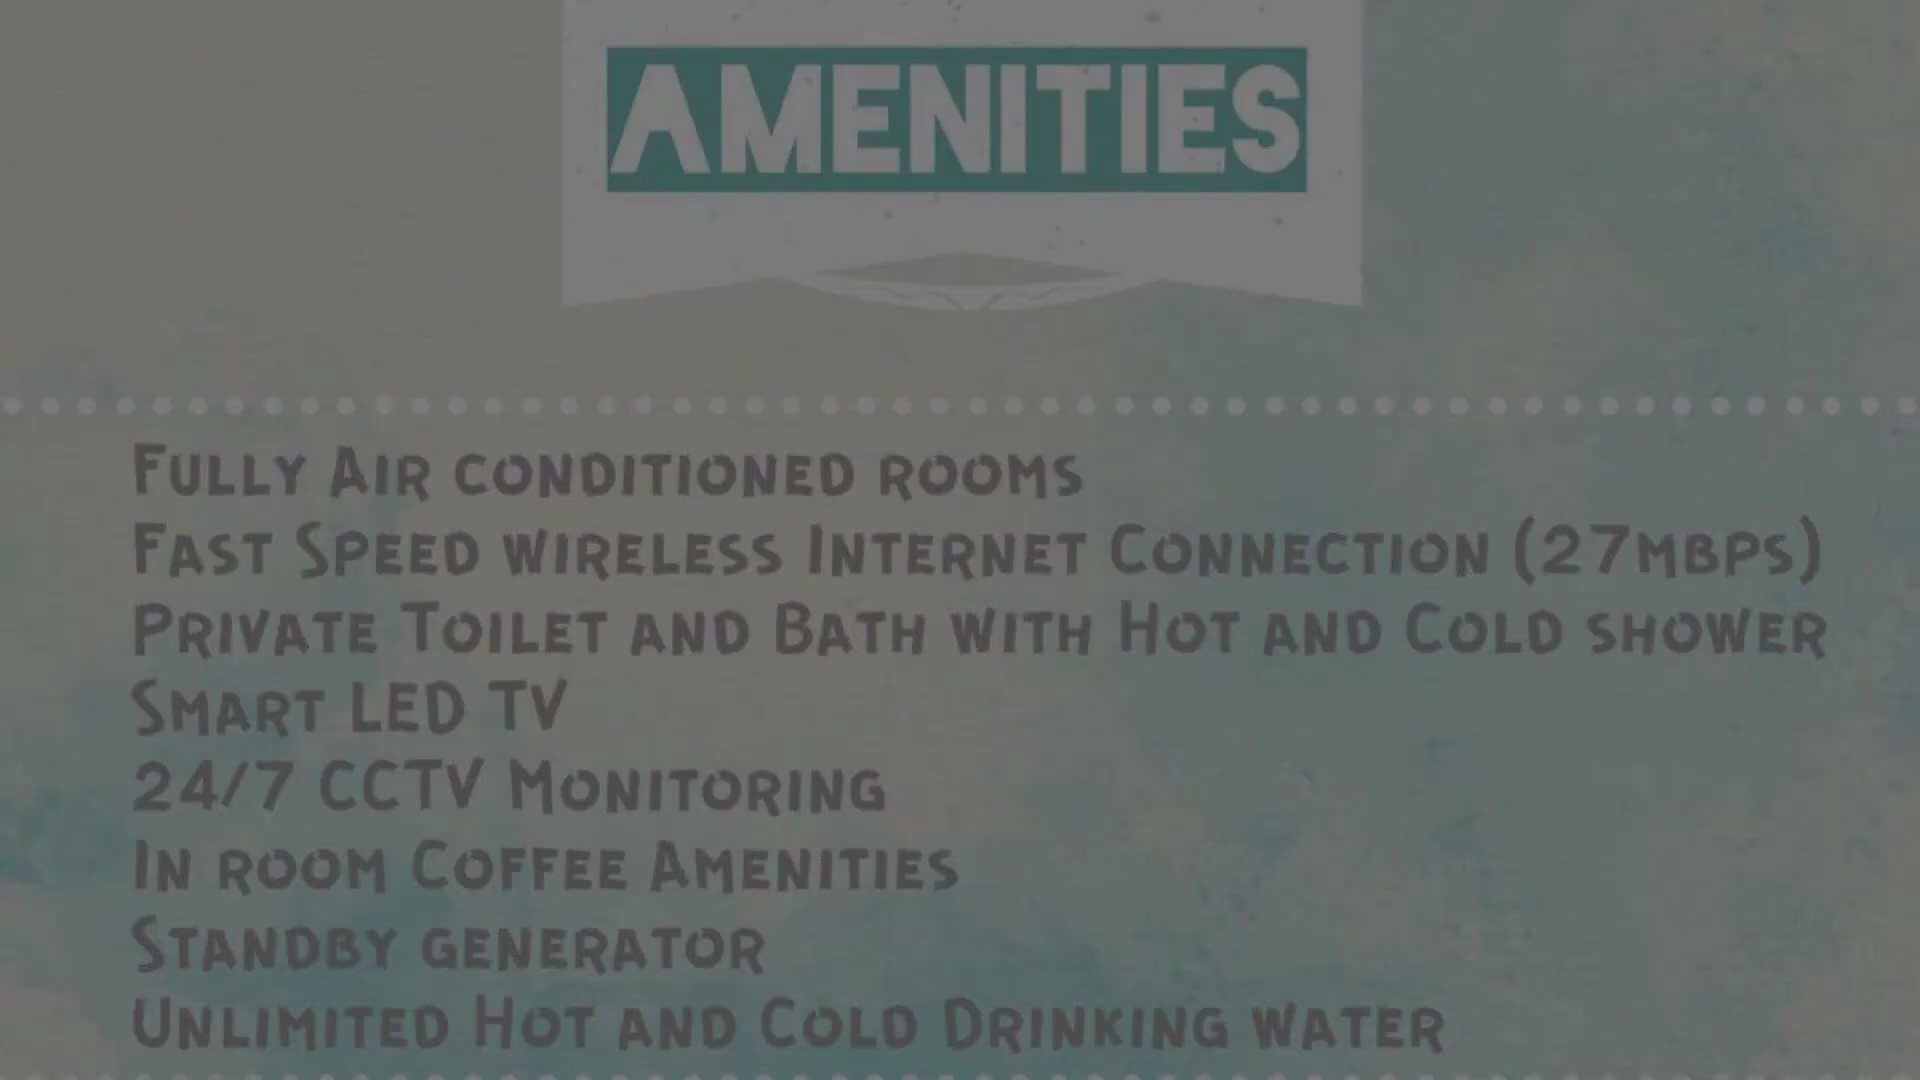 AMENITIES
Fully Air conditioned rooms
Fast Speed wireless Internet Connection (27mbps)
Private Toilet and Bath with Hot and Cold shower
Smart LED TV
24/7 CCTV Monitoring
In room Coffee Amenities
Standby generator
Unlimited Hot and Cold Drinking water